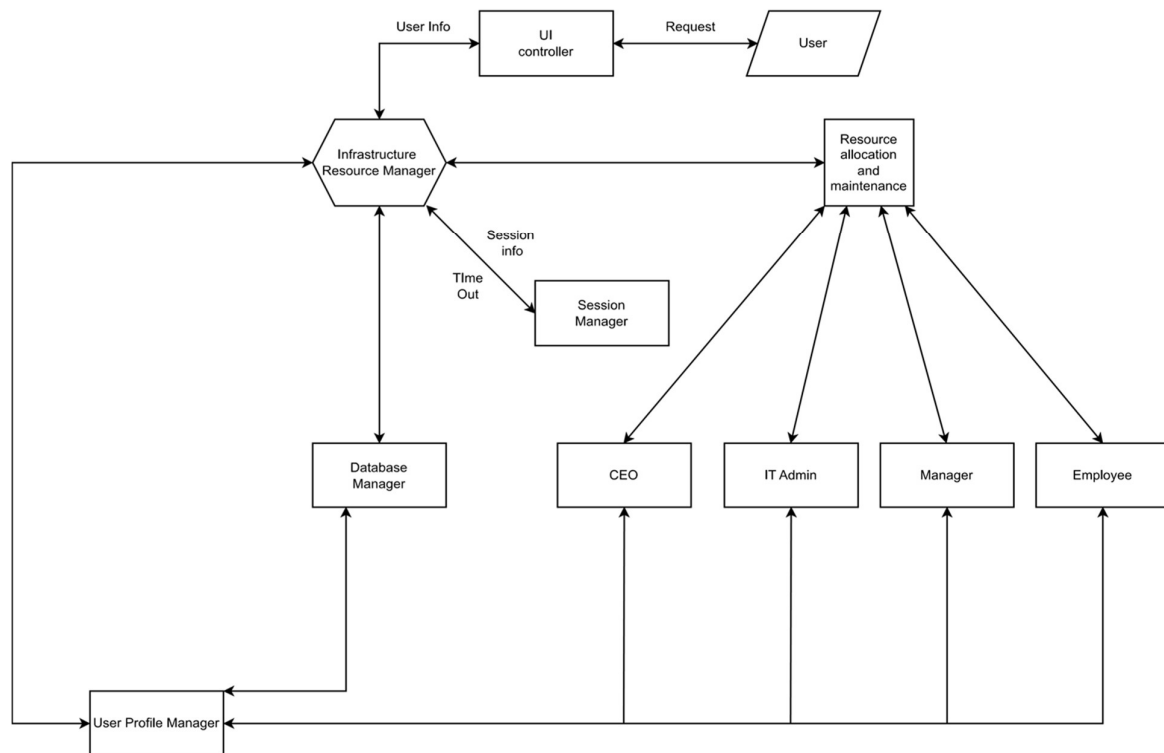 User Info
UI
controller
Request
User
Infrastructure
Resource Manager
Resource
allocation
and
maintenance
Session
info
TIme
Out
Session
Manager
Database
Manager
CEO
IT Admin
Manager
Employee
User Profile Manager